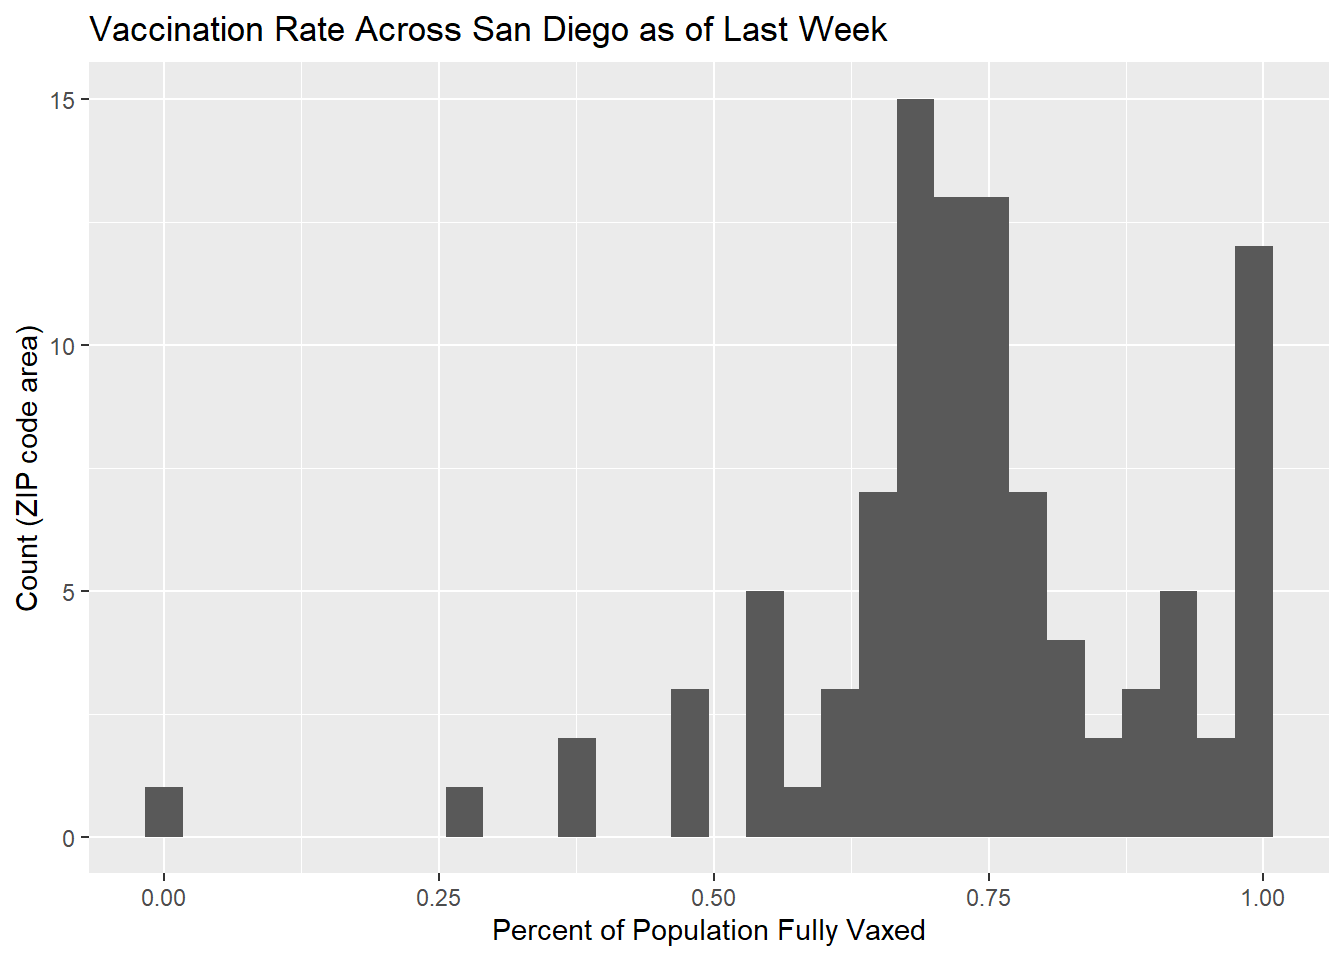 Vaccination Rate Across San Diego as of Last Week
Count (ZIP code area)
15
10
5
0
0.00 0.25 0.50 0.75 1.00
Percent of Population Fully Vaxed